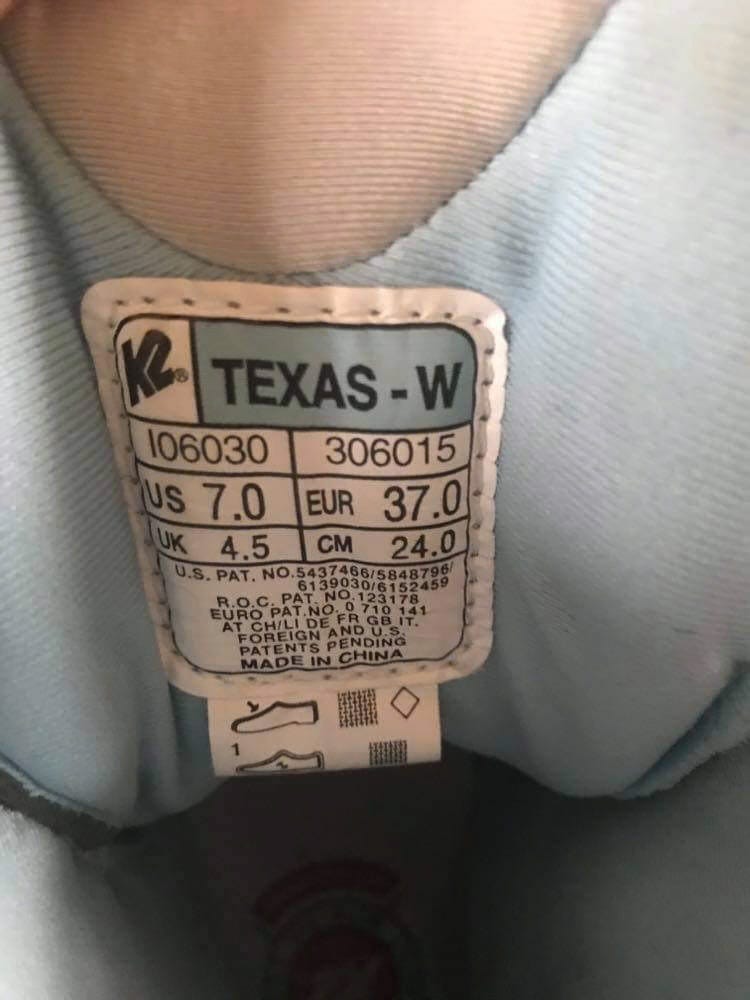 K2® TEXAS - W
I06030 306015
US 7.0 EUR 37.0
UK 4.5 CM 24.0
U.S. PAT. NO.5437466/5848796/
6139030/6152459
R.O.C. PAT. NO.123178
EURO PAT.NO. 0 710 141
AT CH/LI DE FR GB IT.
FOREIGN AND U.S.
PATENTS PENDING
MADE IN CHINA
1